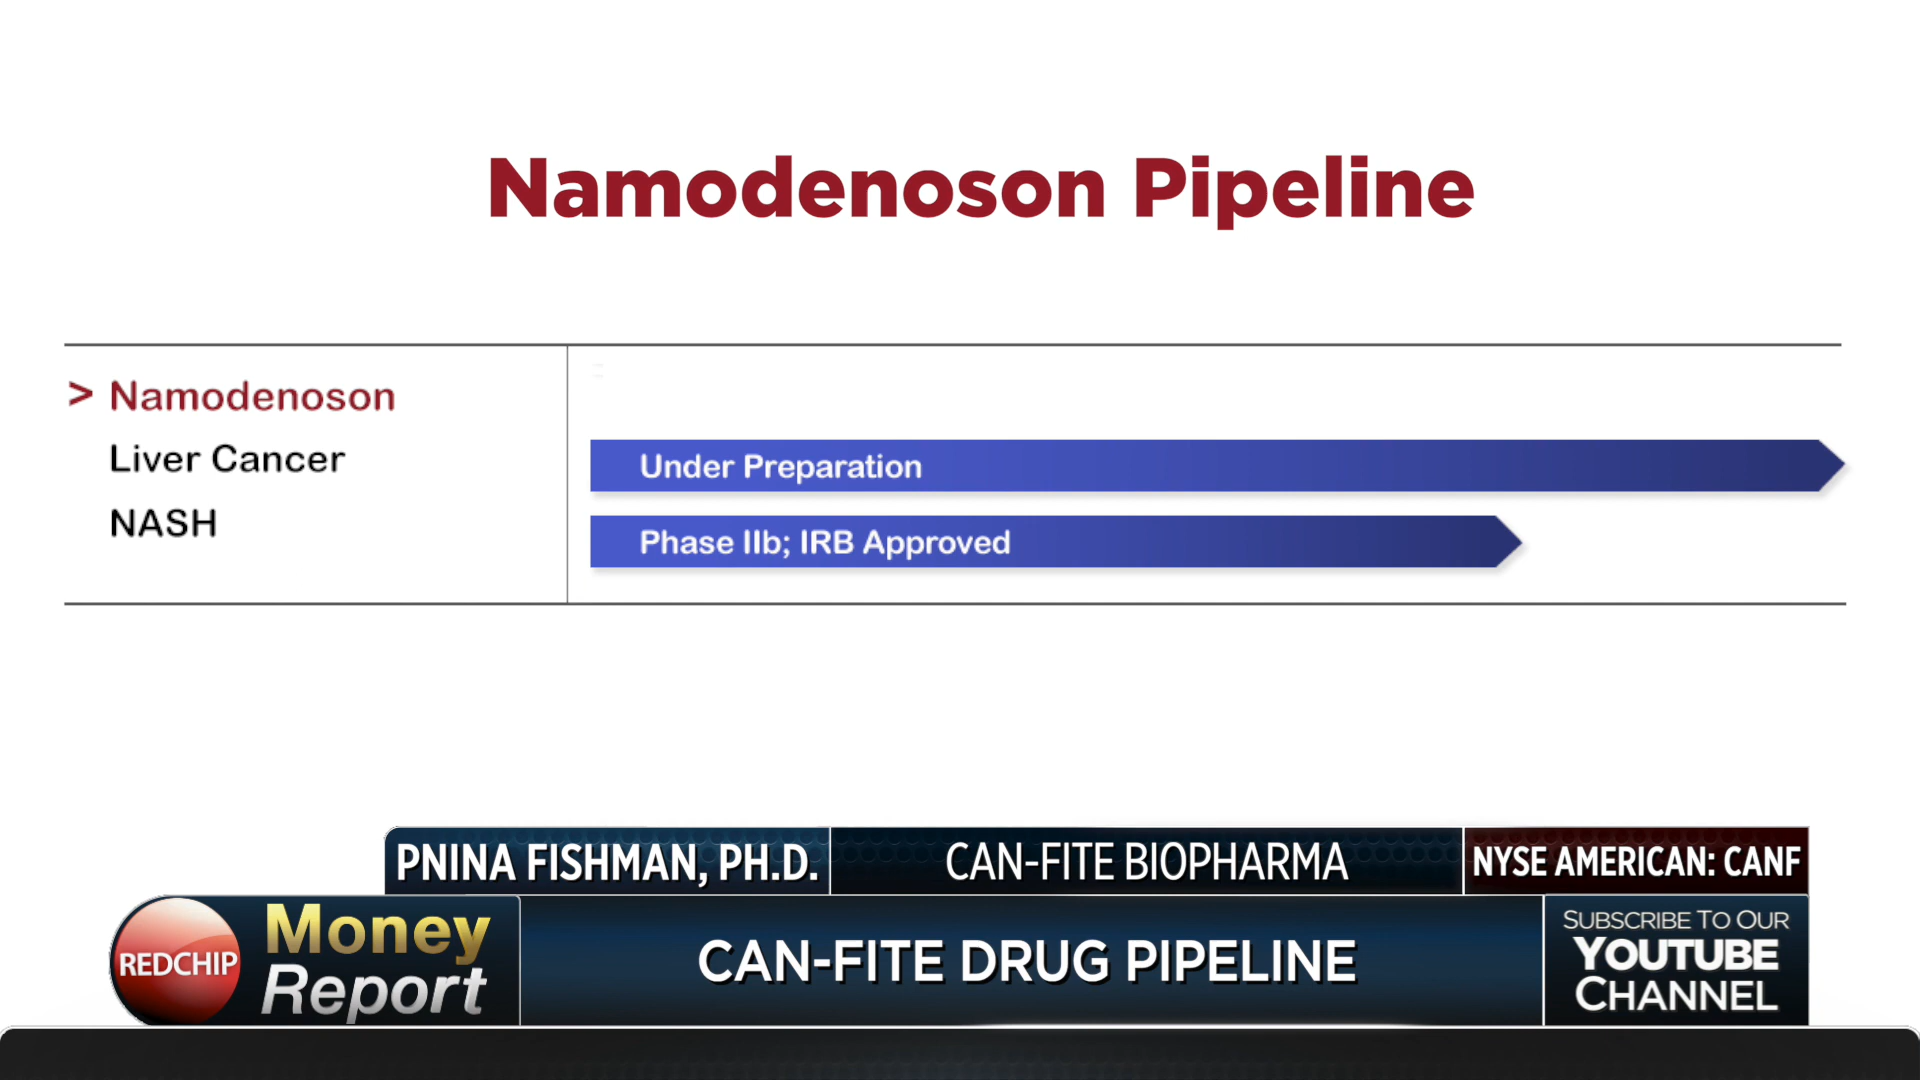 Namodenoson Pipeline
> Namodenoson
Liver Cancer
Under Preparation
NASH
Phase IIb; IRB Approved
PNINA FISHMAN, PH.D.
CAN-FITE BIOPHARMA
NYSE AMERICAN: CANF
REDCHIP
Money
Report
CAN-FITE DRUG PIPELINE
SUBSCRIBE TO OUR
YOUTUBE
CHANNEL